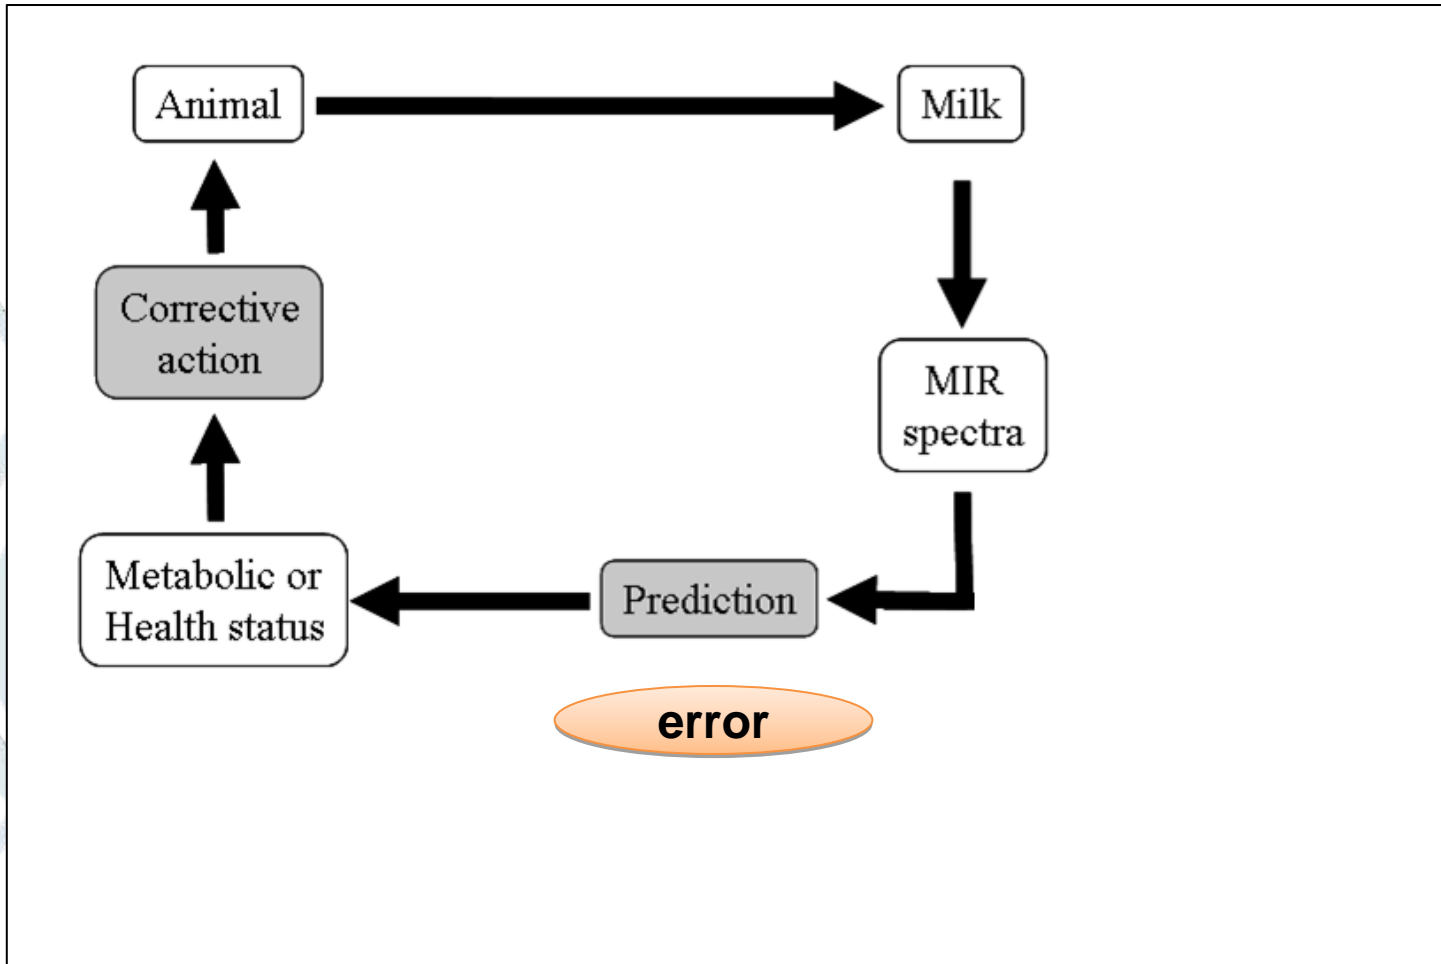 Animal
Milk
Corrective
action
MIR
spectra
Metabolic or
Health status
Prediction
error